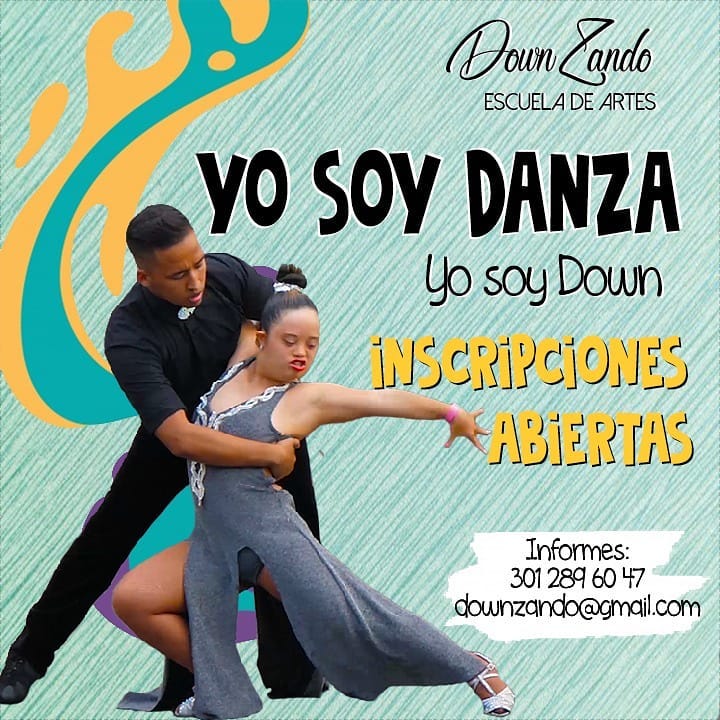 Down Zando
ESCUELA DE ARTES
YO SOY DANZA
Yo soy Down
INSCRIPCIONES
ABIERTAS
Informes:
301 289 60 47
downzando@gmail.com